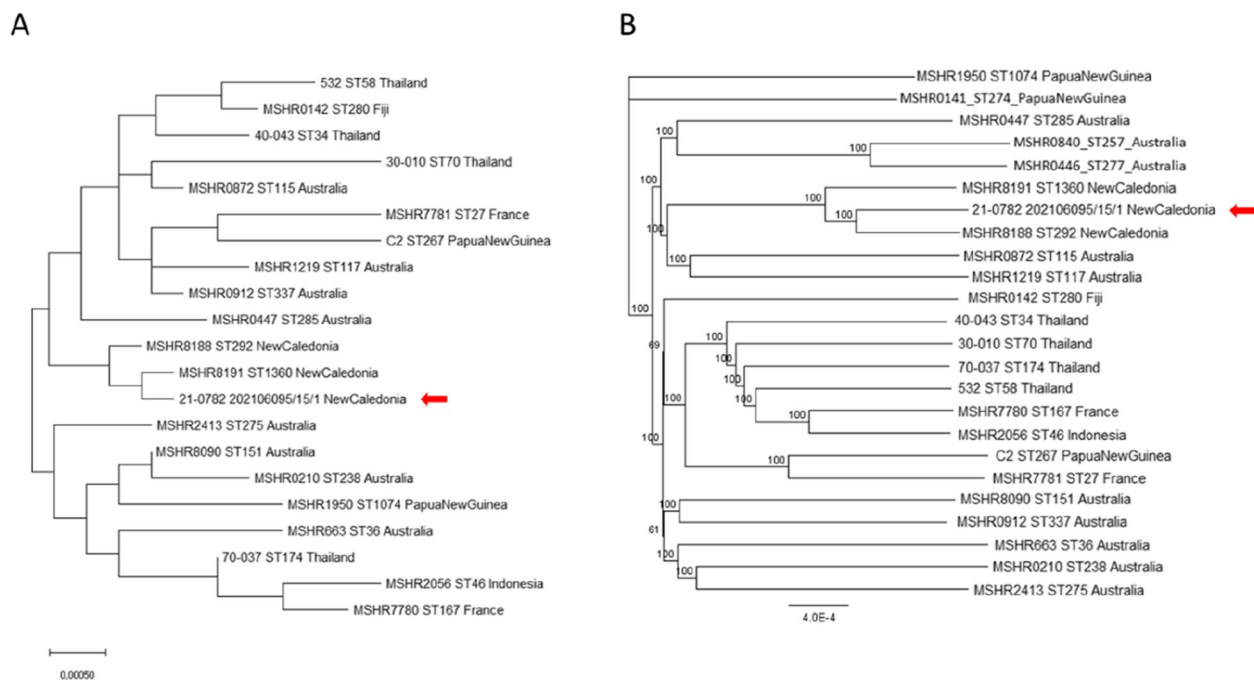 A
532 ST58 Thailand
MSHR0142 ST280 Fiji
40-043 ST34 Thailand
30-010 ST70 Thailand
MSHR0872 ST115 Australia
MSHR7781 ST27 France
C2 ST267 PapuaNewGuinea
MSHR1219 ST117 Australia
MSHR0912 ST337 Australia
MSHR0447 ST285 Australia
MSHR8188 ST292 NewCaledonia
MSHR8191 ST1360 NewCaledonia
21-0782 202106095/15/1 NewCaledonia
MSHR2413 ST275 Australia
MSHR8090 ST151 Australia
MSHR0210 ST238 Australia
MSHR1950 ST1074 PapuaNewGuinea
MSHR663 ST36 Australia
70-037 ST174 Thailand
MSHR2056 ST46 Indonesia
MSHR7780 ST167 France
0,00050
B
MSHR1950 ST1074 PapuaNewGuinea
MSHR0141_ST274_PapuaNewGuinea
MSHR0447 ST285 Australia
100
MSHR0840_ST257_Australia
100
MSHR0446_ST277_Australia
100
MSHR8191 ST1360 NewCaledonia
100
21-0782 202106095/15/1 NewCaledonia
100
MSHR8188 ST292 NewCaledonia
100
MSHR0872 ST115 Australia
100
100
MSHR1219 ST117 Australia
MSHR0142 ST280 Fiji
100
40-043 ST34 Thailand
100
69
30-010 ST70 Thailand
100
70-037 ST174 Thailand
100
532 ST58 Thailand
100
MSHR7780 ST167 France
100
100
MSHR2056 ST46 Indonesia
C2 ST267 PapuaNewGuinea
100
MSHR7781 ST27 France
MSHR8090 ST151 Australia
100
MSHR0912 ST337 Australia
61
MSHR663 ST36 Australia
100
MSHR0210 ST238 Australia
100
MSHR2413 ST275 Australia
4.0E-4